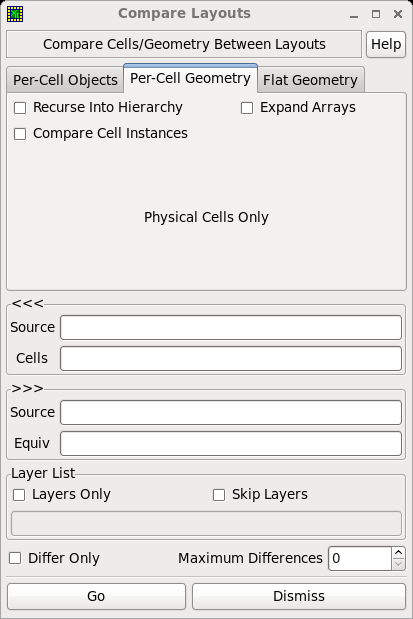 Compare Layouts
Compare Cells/Geometry Between Layouts Help
Per-Cell Objects Per-Cell Geometry Flat Geometry
Recurse Into Hierarchy Expand Arrays
Compare Cell Instances
Physical Cells Only
<<<
Source
Cells
>>>
Source
Equiv
Layer List
Layers Only Skip Layers
Differ Only Maximum Differences 0
Go Dismiss